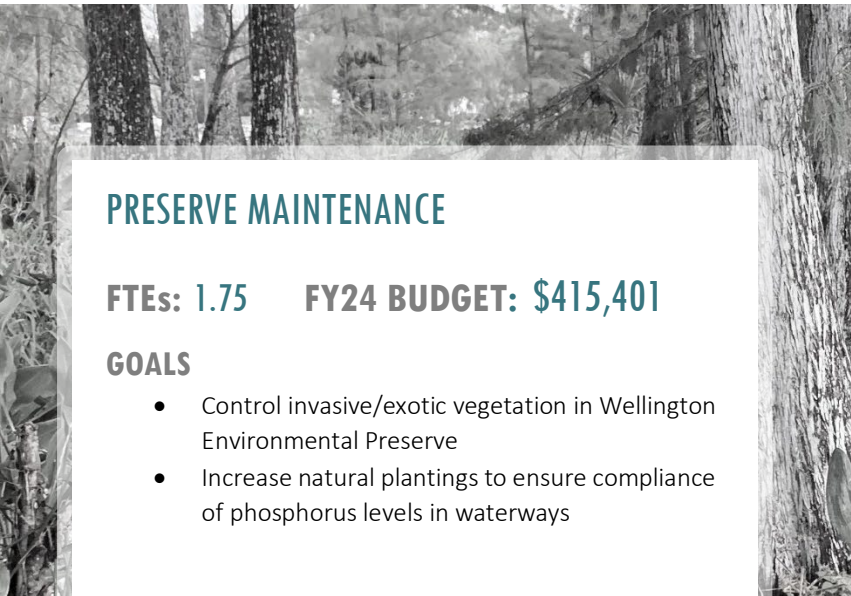 PRESERVE MAINTENANCE
FTEs: 1.75 FY24 BUDGET: $415,401
GOALS
• Control invasive/exotic vegetation in Wellington
Environmental Preserve
• Increase natural plantings to ensure compliance
of phosphorus levels in waterways